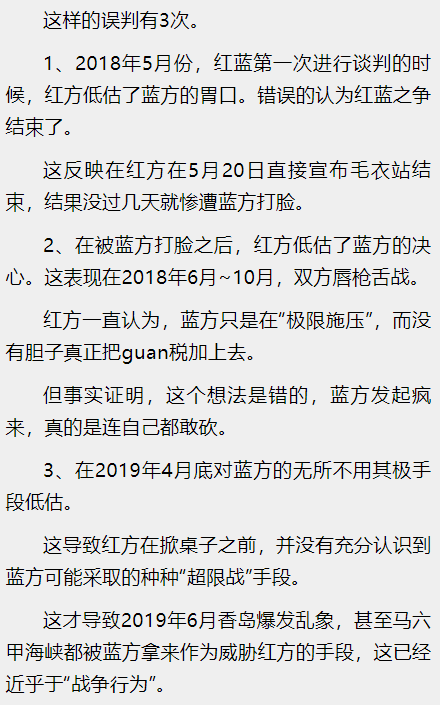 这样的误判有3次。
1、2018年5月份，红蓝第一次进行谈判的时
候，红方低估了蓝方的胃口。错误的认为红蓝之争
结束了。
这反映在红方在5月20日直接宣布毛衣站结
束，结果没过几天就惨遭蓝方打脸。
2、在被蓝方打脸之后，红方低估了蓝方的决
心。这表现在2018年6月~10月，双方唇枪舌战。
红方一直认为，蓝方只是在“极限施压”，而没
有胆子真正把guan税加上去。
但事实证明，这个想法是错的，蓝方发起疯
来，真的是连自己都敢砍。
3、在2019年4月底对蓝方的无所不用其极手
段低估。
这导致红方在掀桌子之前，并没有充分认识到
蓝方可能采取的种种“超限战”手段。
这才导致2019年6月香岛爆发乱象，甚至马六
甲海峡都被蓝方拿来作为威胁红方的手段，这已经
近乎于“战争行为”。